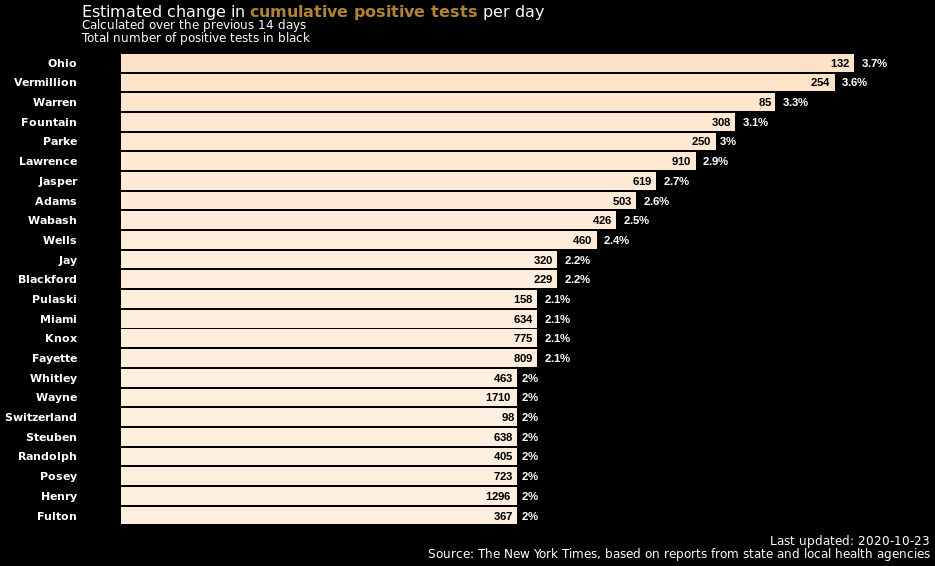 Estimated change in cumulative positive tests per day
Calculated over the previous 14 days
Total number of positive tests in black
Ohio 132 3.7%
Vermillion 254 3.6%
Warren 85 3.3%
Fountain 308 3.1%
Parke 250 3%
Lawrence 910 2.9%
Jasper 619 2.7%
Adams 503 2.6%
Wabash 426 2.5%
Wells 460 2.4%
Jay 320 2.2%
Blackford 229 2.2%
Pulaski 158 2.1%
Miami 634 2.1%
Knox 775 2.1%
Fayette 809 2.1%
Whitley 463 2%
Wayne 1710 2%
Switzerland 98 2%
Steuben 638 2%
Randolph 405 2%
Posey 723 2%
Henry 1296 2%
Fulton 367 2%
Last updated: 2020-10-23
Source: The New York Times, based on reports from state and local health agencies